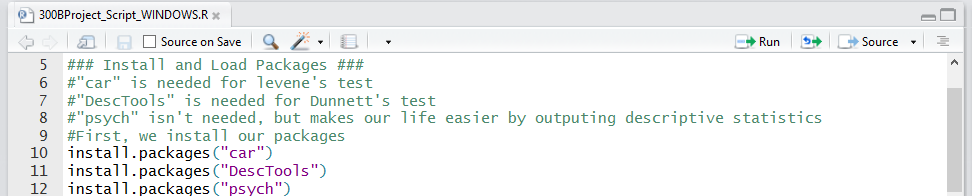 300BProject_Script_WINDOWS.R
Source on Save
Run
Source
5 ### Install and Load Packages ###
6 #"car" is needed for levene's test
7 #"DescTools" is needed for Dunnett's test
8 #"psych" isn't needed, but makes our life easier by outputing descriptive statistics
9 #First, we install our packages
10 install.packages("car")
11 install.packages("DescTools")
12 install.packages("psych")